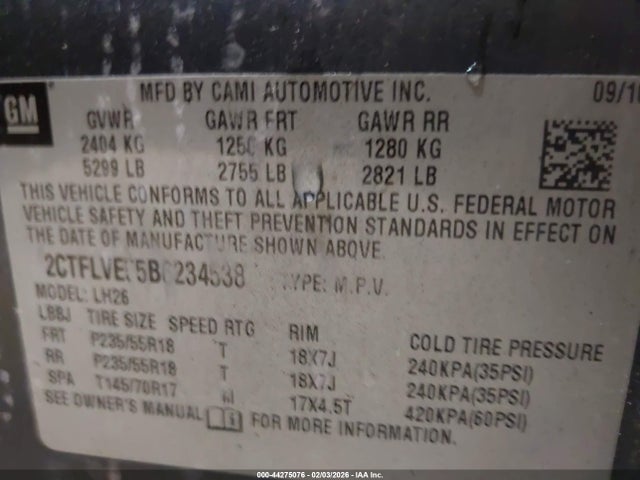 GM
MFD BY CAMI AUTOMOTIVE INC. 09/10
GVWR GAWR FRT GAWR RR
2404 KG 1250 KG 1280 KG
5299 LB 2755 LB 2821 LB
THIS VEHICLE CONFORMS TO ALL APPLICABLE U.S. FEDERAL MOTOR
VEHICLE SAFETY AND THEFT PREVENTION STANDARDS IN EFFECT ON
THE DATE OF MANUFACTURE SHOWN ABOVE.
TYPE: M.P.V.
MODEL: LH26
TIRE SIZE SPEED RTG RIM COLD TIRE PRESSURE
FRT P235/55R18 T 18X7J 240KPA(35PSI)
RR P235/55R18 T 18X7J 240KPA(35PSI)
SPA T145/70R17 M 17X4.5T 420KPA(60PSI)
SEE OWNER'S MANUAL FOR MORE INFORMATION.
000-44275076 - 02/03/2026 - IAA Inc.